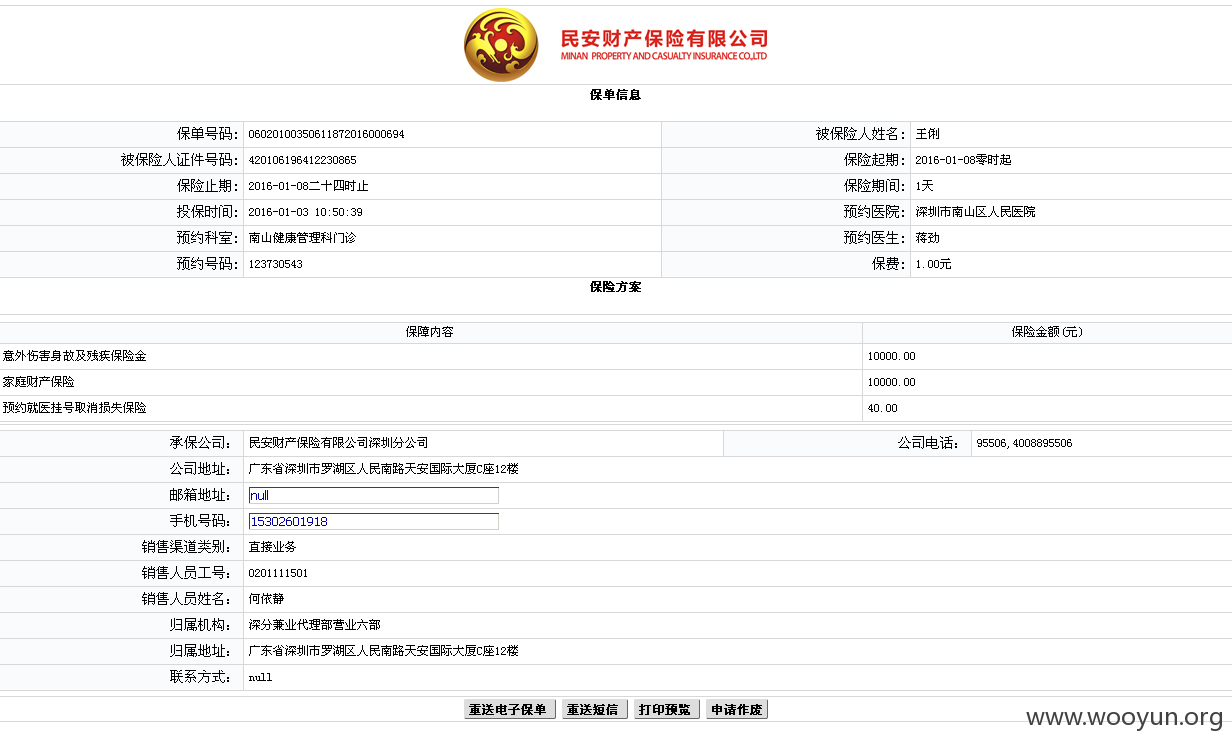 民安财产保险有限公司
MINAN PROPERTY AND CASUALTY INSURANCE CO,.LTD
保单信息
保单号码: 06020100350611872016000694 被保险人姓名: 王俐
被保险人证件号码: 420106196412230865 保险起期: 2016-01-08零时起
保险止期: 2016-01-08二十四时止 保险期间: 1天
投保时间: 2016-01-03 10:50:39 预约医院: 深圳市南山区人民医院
预约科室: 南山健康管理科门诊 预约医生: 蒋劲
预约号码: 123730543 保费: 1.00元
保险方案
保障内容 保险金额(元)
意外伤害身故及残疾保险金 10000.00
家庭财产保险 10000.00
预约就医挂号取消损失保险 40.00
承保公司: 民安财产保险有限公司深圳分公司 公司电话: 95506,4008895506
公司地址: 广东省深圳市罗湖区人民南路天安国际大厦C座12楼
邮箱地址: null
手机号码: 15302601918
销售渠道类别: 直接业务
销售人员工号: 0201111501
销售人员姓名: 何依静
归属机构: 深分兼业代理部营业六部
归属地址: 广东省深圳市罗湖区人民南路天安国际大厦C座12楼
联系方式: null
重送电子保单 重送短信 打印预览 申请作废
www.wooyun.org